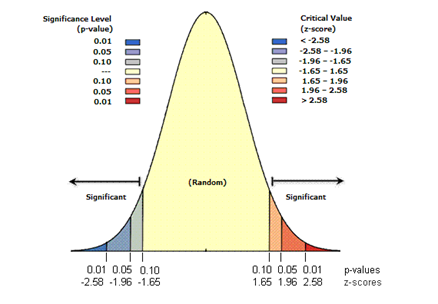 Significance Level
(p-value)
0.01
0.05
0.10
---
0.10
0.05
0.01
Critical Value
(z-score)
< -2.58
-2.58 – -1.96
-1.96 – -1.65
-1.65 – 1.65
1.65 – 1.96
1.96 – 2.58
> 2.58
Significant
(Random)
Significant
0.01 0.05 0.10 0.10 0.05 0.01 p-values
-2.58 -1.96 -1.65 1.65 1.96 2.58 z-scores